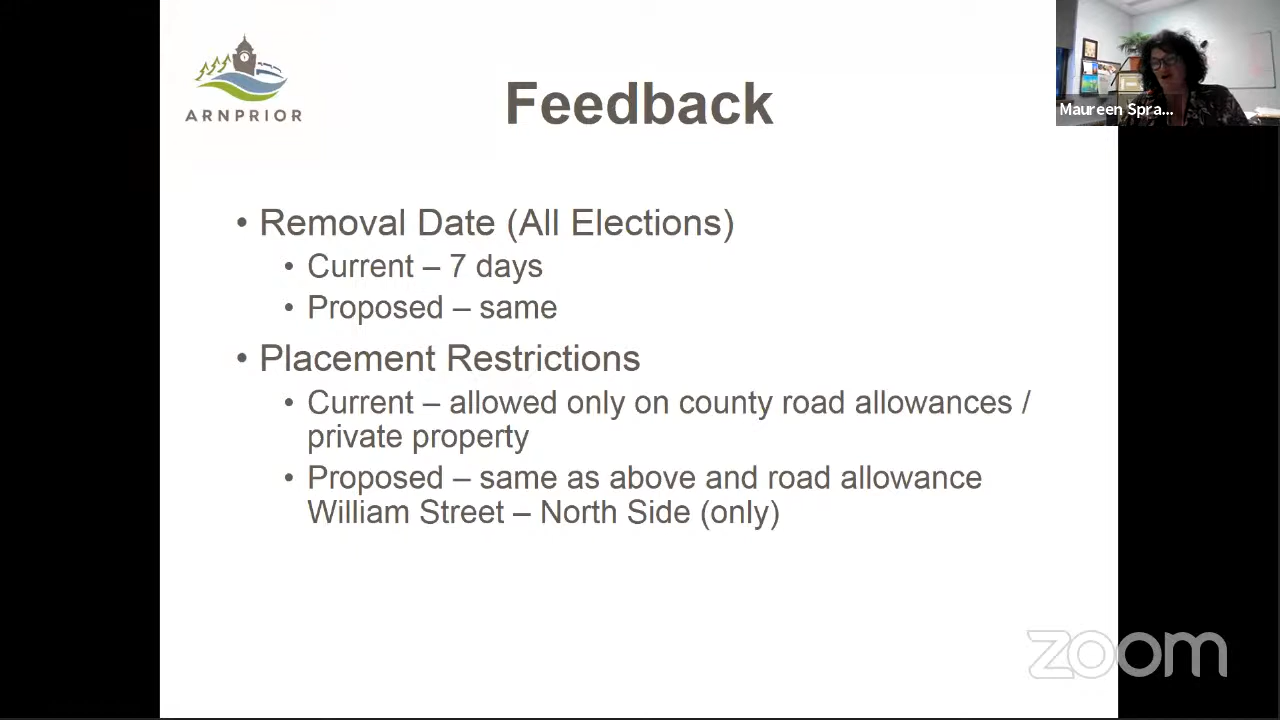 ARNPRIOR
Feedback
Maureen Spra...
• Removal Date (All Elections)
• Current – 7 days
• Proposed – same
• Placement Restrictions
• Current – allowed only on county road allowances /
private property
• Proposed – same as above and road allowance
William Street – North Side (only)
zoom